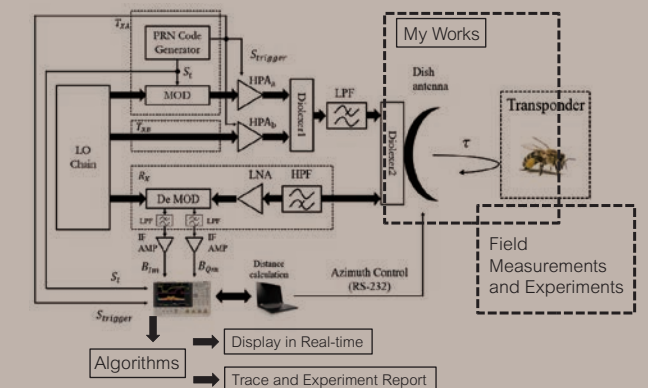 T_XA
PRN Code
Generator
S_trigger
S_t
MOD
HPA_a
Diplexer1
LPF
My Works
Dish
antenna
Transponder
T_XB
HPA_b
LO
Chain
Diplexer2
τ
R_X
LNA
HPF
De MOD
LPF
LPF
IF
AMP
IF
AMP
B_Im
B_Qm
Distance
calculation
Azimuth Control
(RS-232)
Field
Measurements
and Experiments
S_t
S_trigger
Algorithms
Display in Real-time
Trace and Experiment Report